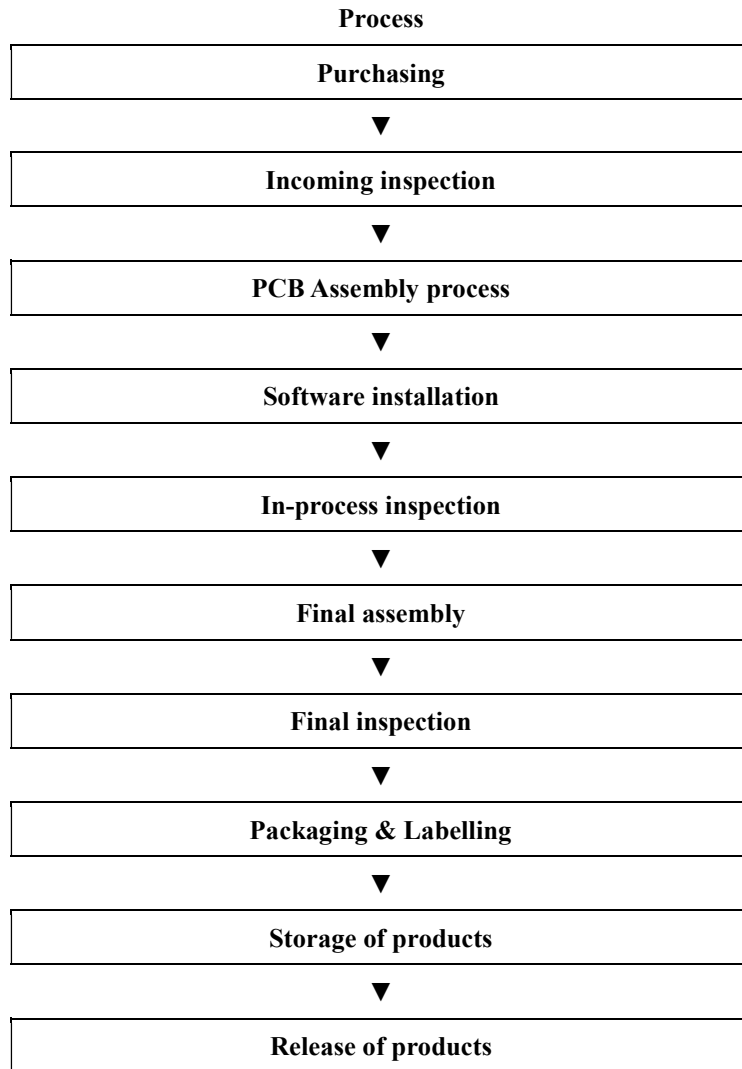 Process
Purchasing
▼
Incoming inspection
▼
PCB Assembly process
▼
Software installation
▼
In-process inspection
▼
Final assembly
▼
Final inspection
▼
Packaging & Labelling
▼
Storage of products
▼
Release of products